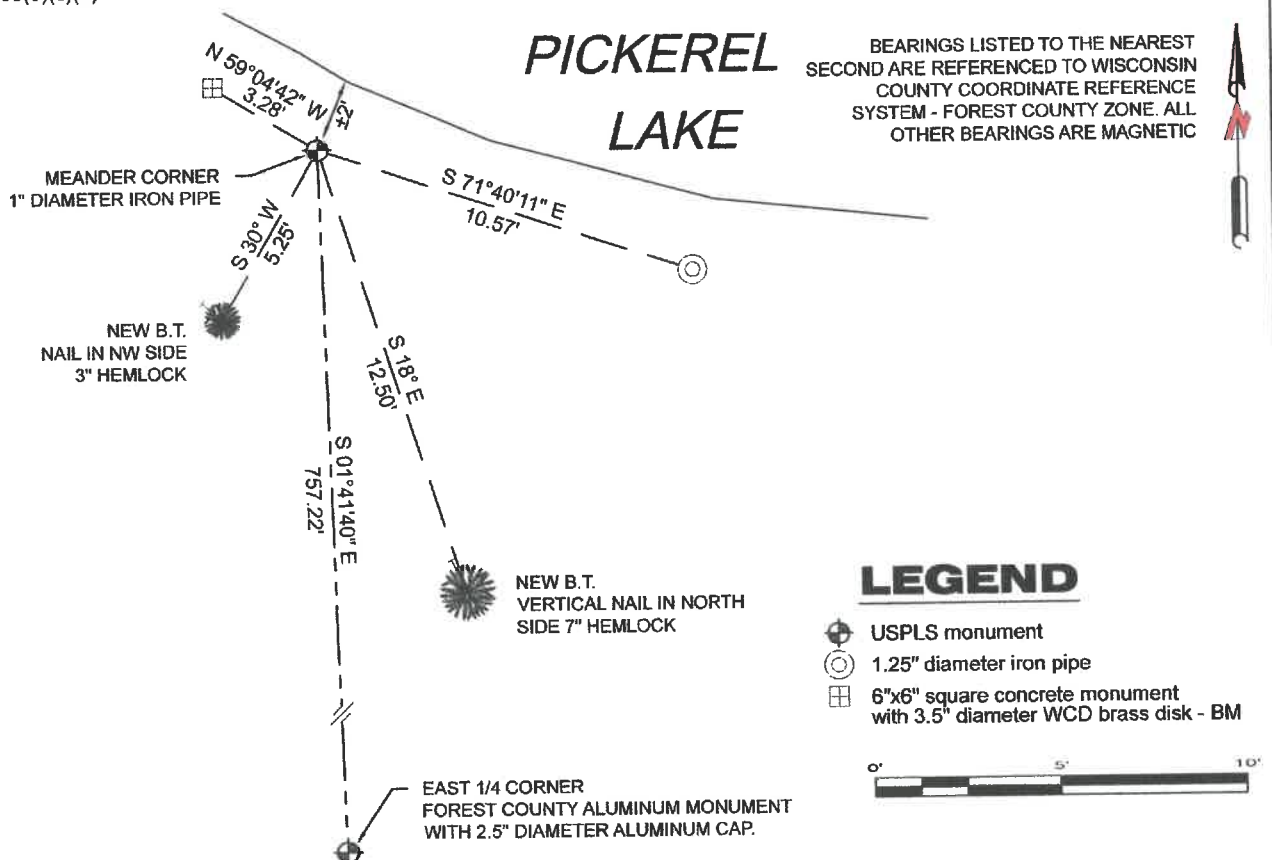 PICKEREL
LAKE
BEARINGS LISTED TO THE NEAREST
SECOND ARE REFERENCED TO WISCONSIN
COUNTY COORDINATE REFERENCE
SYSTEM - FOREST COUNTY ZONE. ALL
OTHER BEARINGS ARE MAGNETIC
N
N 59°04'42" W
3.28'
±2'
MEANDER CORNER
1" DIAMETER IRON PIPE
S 71°40'11" E
10.57'
S 30° W
5.25'
NEW B.T.
NAIL IN NW SIDE
3" HEMLOCK
S 18° E
12.50'
S 01°41'40" E
757.22'
NEW B.T.
VERTICAL NAIL IN NORTH
SIDE 7" HEMLOCK
LEGEND
USPLS monument
1.25" diameter iron pipe
6"x6" square concrete monument
with 3.5" diameter WCD brass disk - BM
0' 5' 10'
EAST 1/4 CORNER
FOREST COUNTY ALUMINUM MONUMENT
WITH 2.5" DIAMETER ALUMINUM CAP.